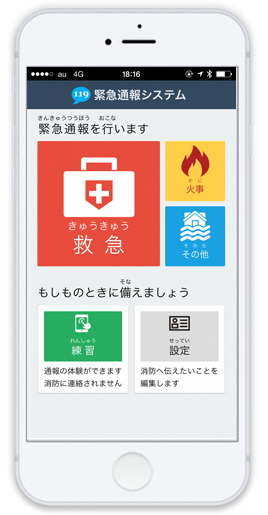 au 4G 18:16
119 緊急通報システム
きんきゅうつうほう おこな
緊急通報を行います
きゅうきゅう
救急
かじ
火事
そのた
その他
そな
もしものときに備えましょう
れんしゅう
練習
通報の体験ができます
消防に連絡されません
せってい
設定
消防へ伝えたいことを
編集します